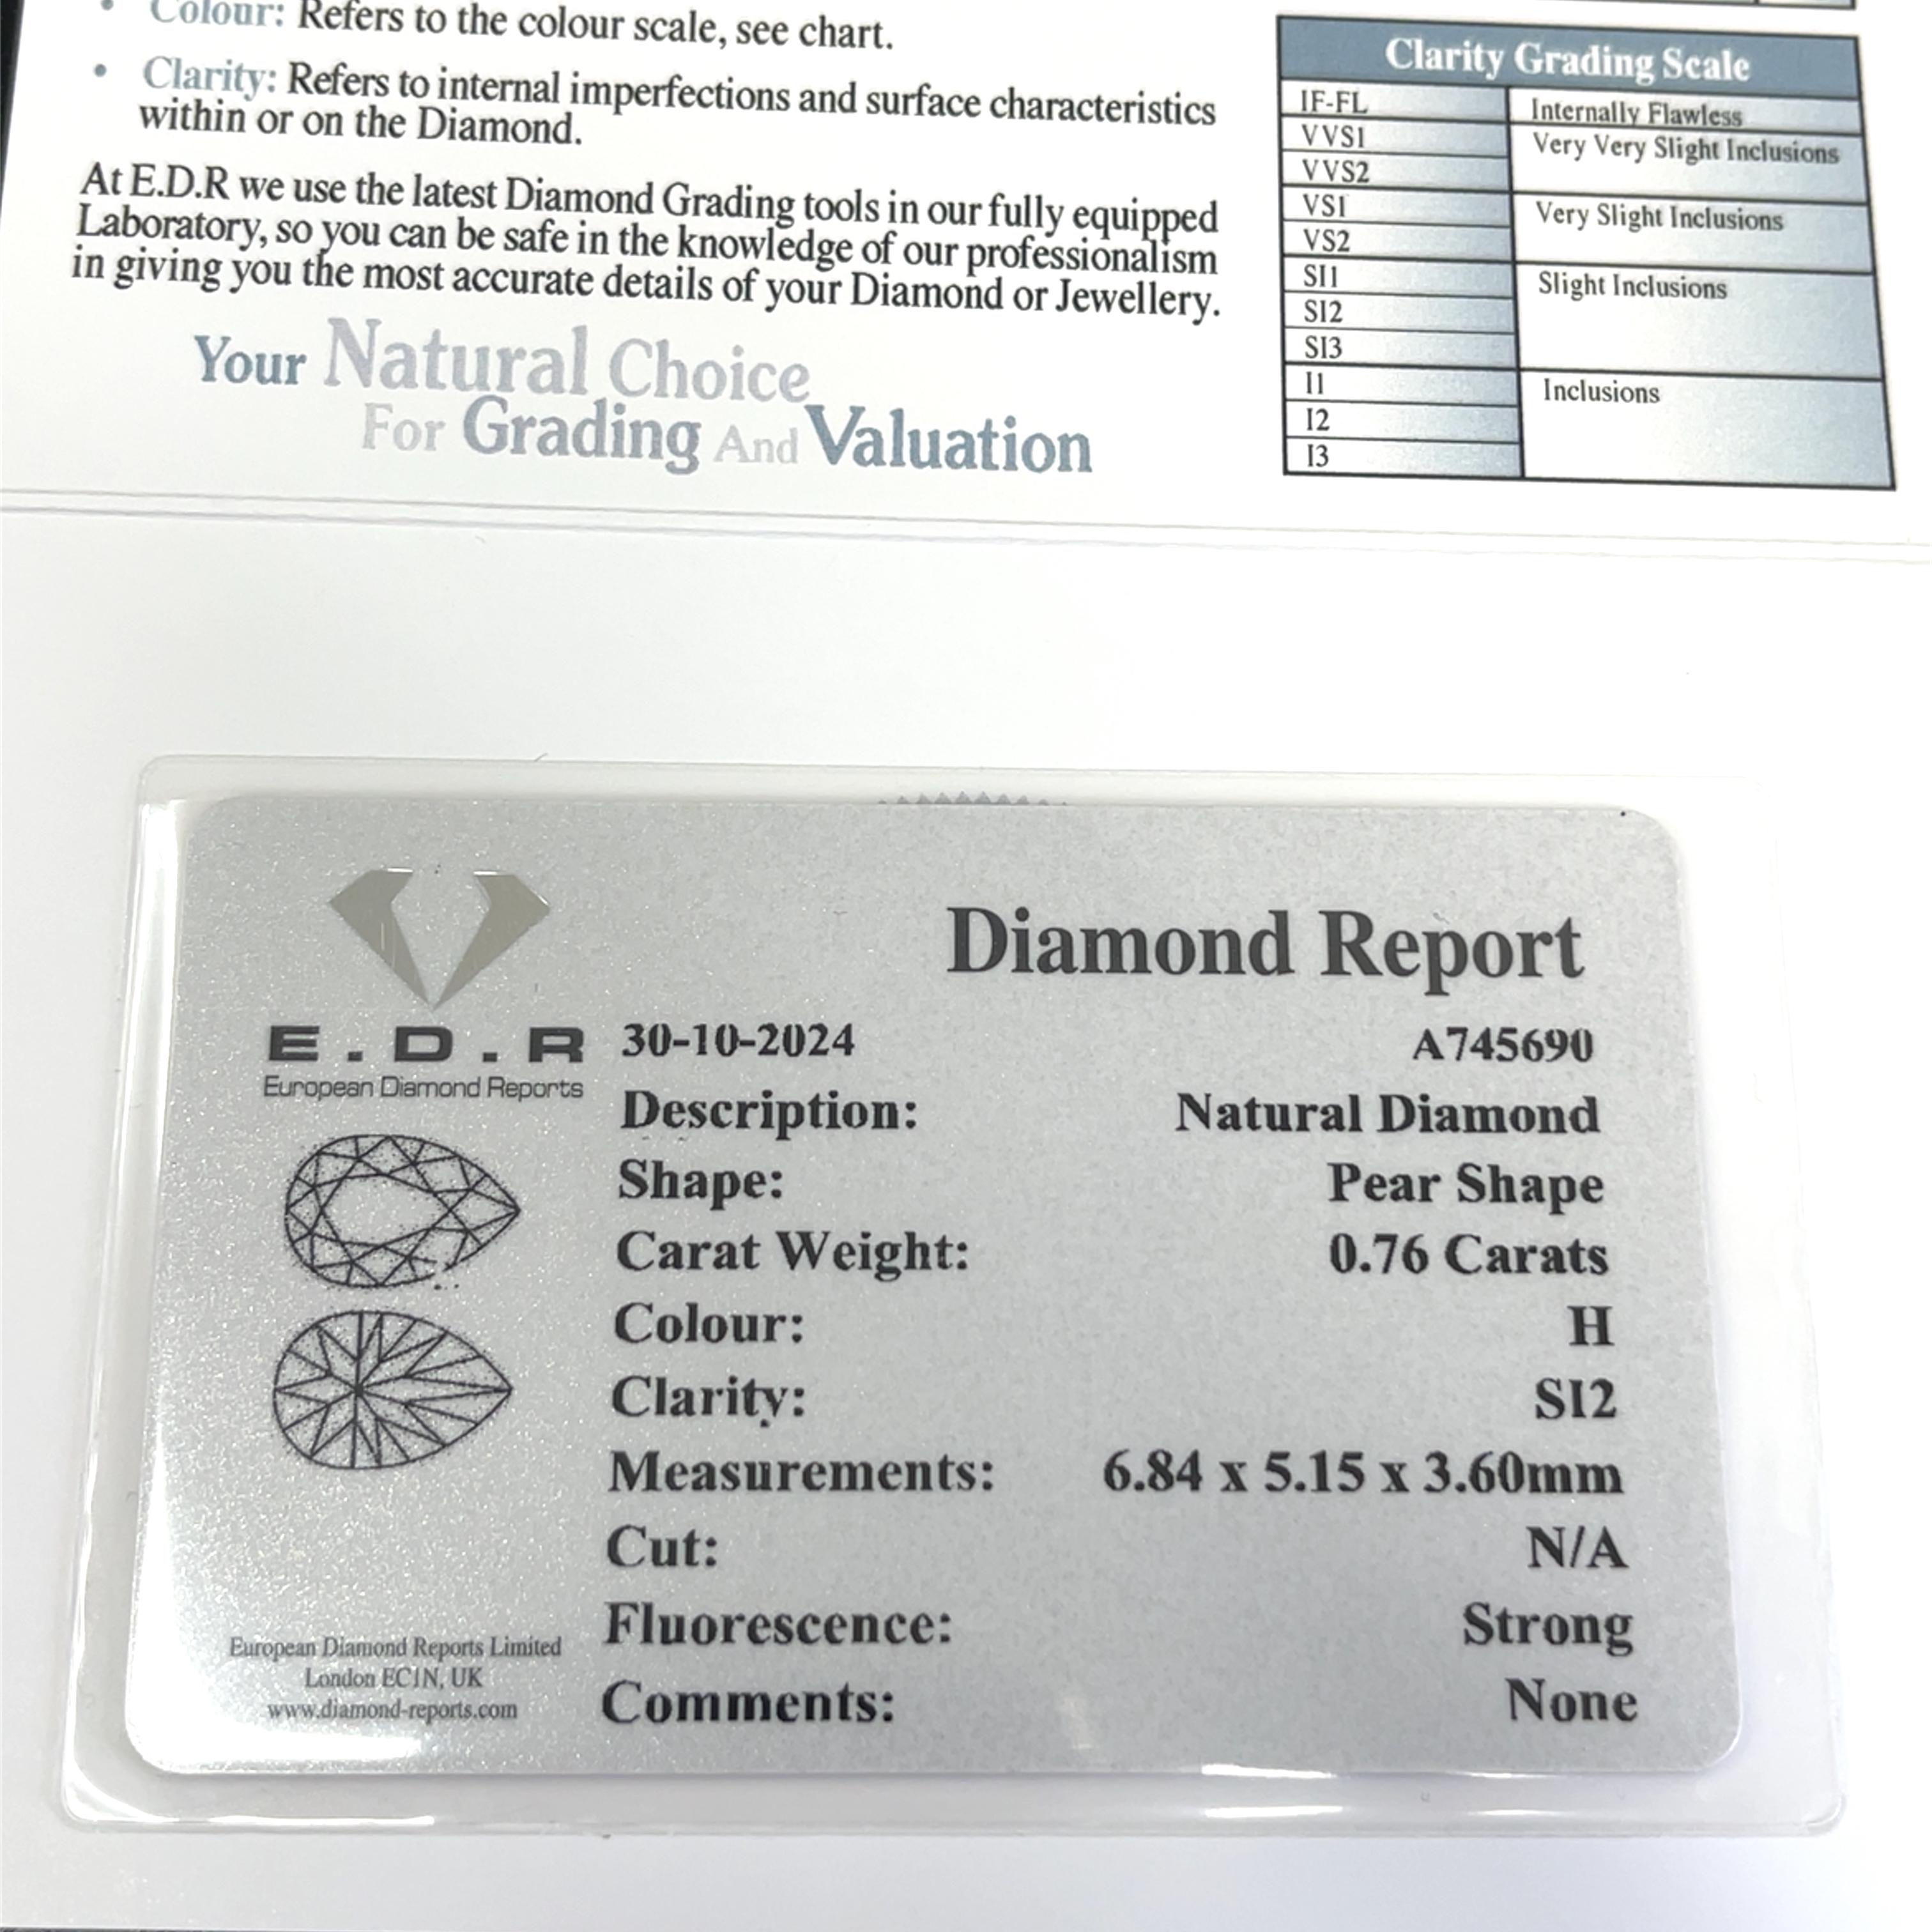 • Colour: Refers to the colour scale, see chart.
• Clarity: Refers to internal imperfections and surface characteristics
within or on the Diamond.
At E.D.R we use the latest Diamond Grading tools in our fully equipped
Laboratory, so you can be safe in the knowledge of our professionalism
in giving you the most accurate details of your Diamond or Jewellery.
Your Natural Choice
For Grading And Valuation
Clarity Grading Scale
IF-FL Internally Flawless
VVS1 Very Very Slight Inclusions
VVS2
VS1 Very Slight Inclusions
VS2
SI1 Slight Inclusions
SI2
SI3
I1 Inclusions
I2
I3
E.D.R
European Diamond Reports
Diamond Report
30-10-2024 A745690
Description: Natural Diamond
Shape: Pear Shape
Carat Weight: 0.76 Carats
Colour: H
Clarity: SI2
Measurements: 6.84 x 5.15 x 3.60mm
Cut: N/A
Fluorescence: Strong
Comments: None
European Diamond Reports Limited
London EC1N, UK
www.diamond-reports.com